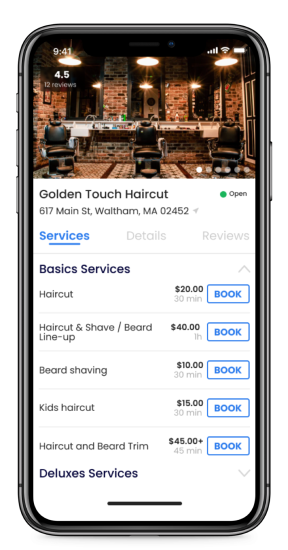 9:41
4.5
12 reviews
Golden Touch Haircut
Open
617 Main St, Waltham, MA 02452
Services Details Reviews
Basics Services
Haircut
$20.00
30 min
BOOK
Haircut & Shave / Beard
Line-up
$40.00
1h
BOOK
Beard shaving
$10.00
30 min
BOOK
Kids haircut
$15.00
30 min
BOOK
Haircut and Beard Trim
$45.00+
45 min
BOOK
Deluxes Services